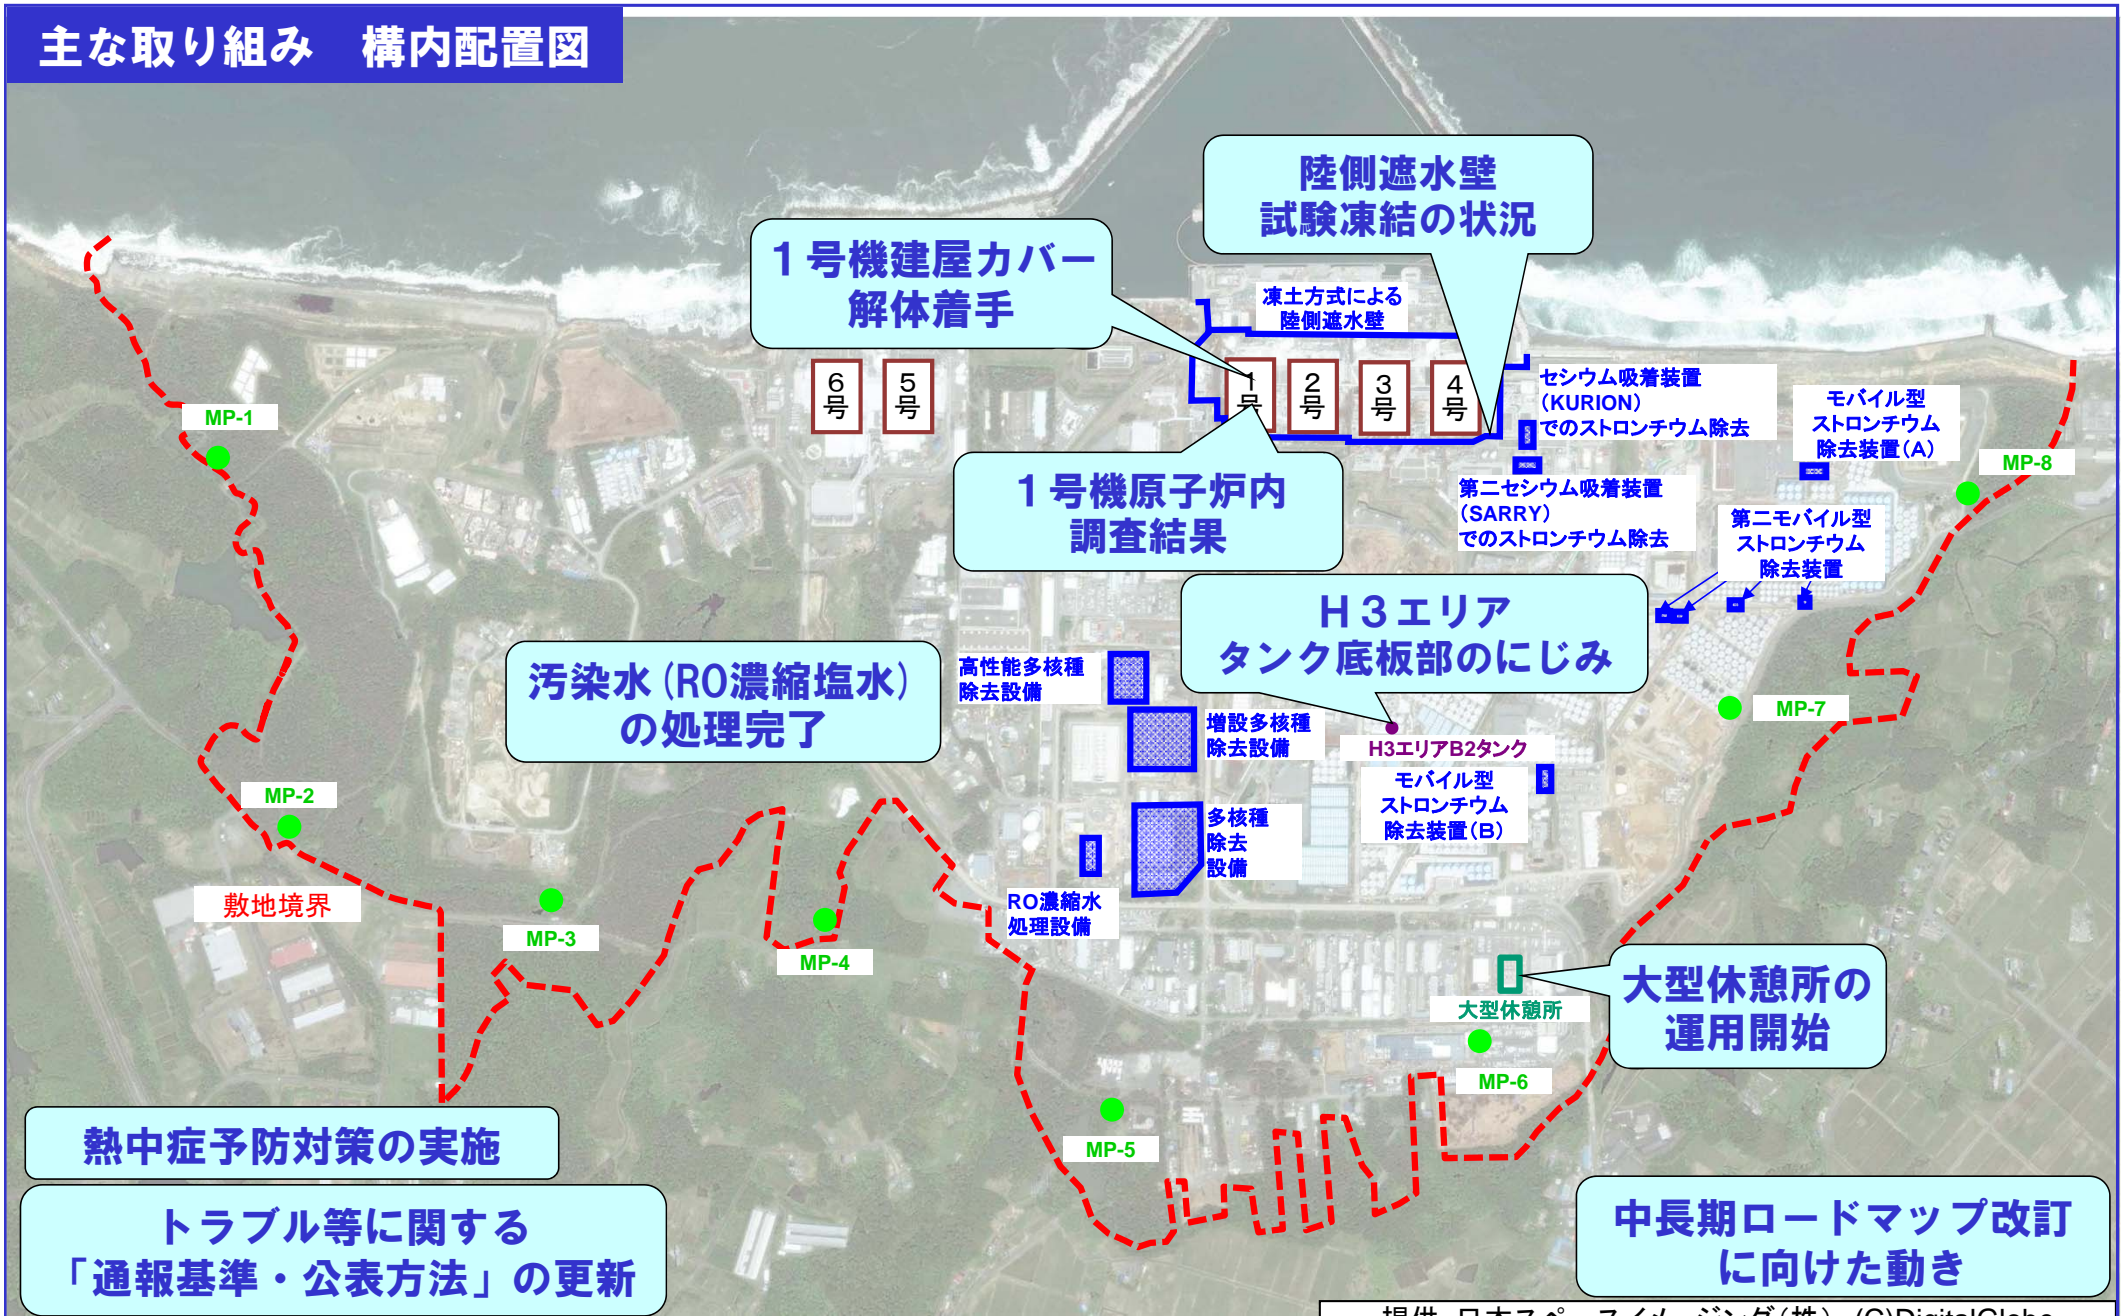 主な取り組み　構内配置図
陸側遮水壁
試験凍結の状況
１号機建屋カバー
解体着手
凍土方式による
陸側遮水壁
６号
５号
１号
２号
３号
４号
セシウム吸着装置
(KURION)
でのストロンチウム除去
モバイル型
ストロンチウム
除去装置(A)
MP-1
MP-8
１号機原子炉内
調査結果
第二セシウム吸着装置
(SARRY)
でのストロンチウム除去
第二モバイル型
ストロンチウム
除去装置
Ｈ３エリア
タンク底板部のにじみ
汚染水(RO濃縮塩水)
の処理完了
高性能多核種
除去設備
増設多核種
除去設備
H3エリアB2タンク
MP-7
モバイル型
ストロンチウム
除去装置(B)
MP-2
多核種
除去
設備
敷地境界
RO濃縮水
処理設備
MP-3
MP-4
大型休憩所の
運用開始
大型休憩所
MP-6
MP-5
熱中症予防対策の実施
トラブル等に関する
「通報基準・公表方法」の更新
中長期ロードマップ改訂
に向けた動き
提供 日本スペースイメージング(株)、(C)DigitalGlobe